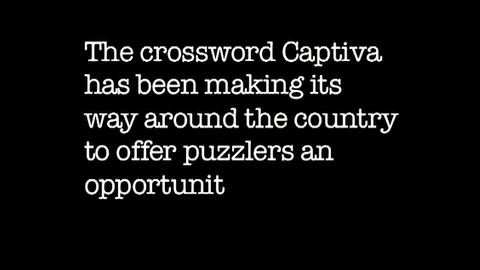 The crossword Captiva
has been making its
way around the country
to offer puzzlers an
opportunit